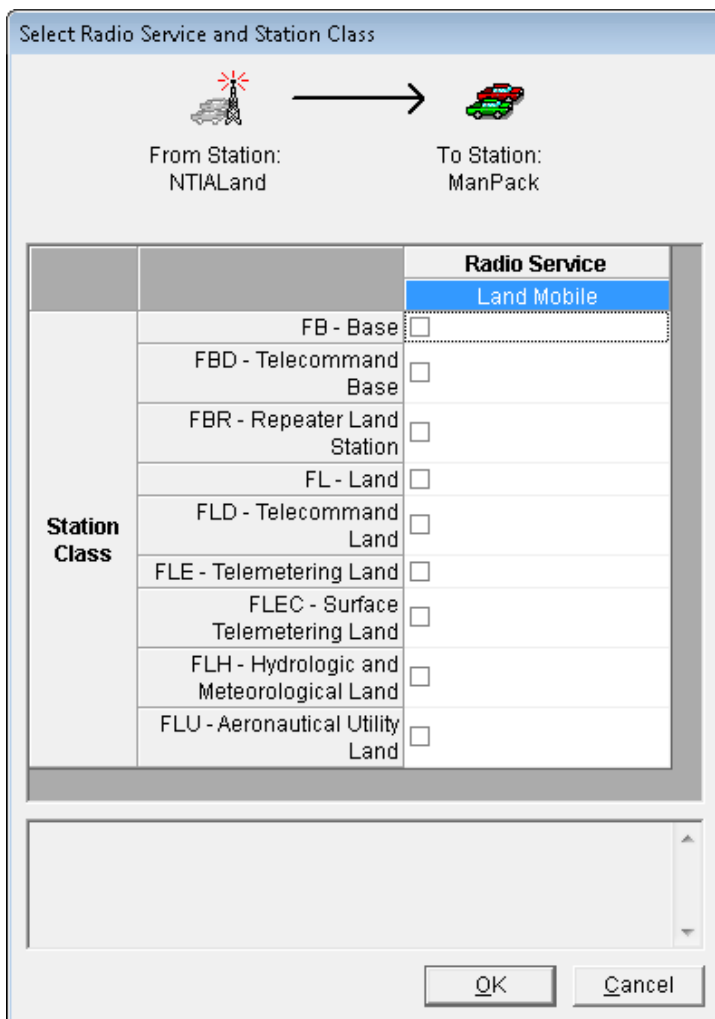 Select Radio Service and Station Class
From Station:
NTIALand
To Station:
ManPack
Radio Service
Land Mobile
Station
Class
FB - Base
FBD - Telecommand
Base
FBR - Repeater Land
Station
FL - Land
FLD - Telecommand
Land
FLE - Telemetering Land
FLEC - Surface
Telemetering Land
FLH - Hydrologic and
Meteorological Land
FLU - Aeronautical Utility
Land
OK
Cancel